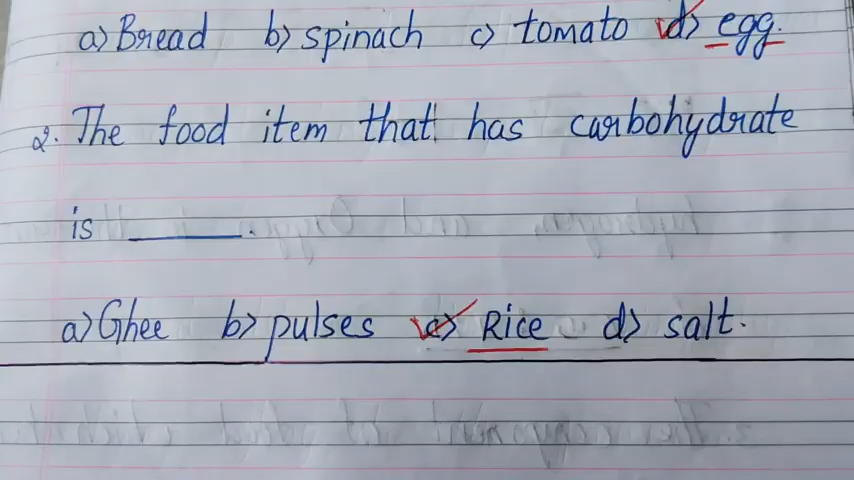 a) Bread b) spinach c) tomato d) egg.
2. The food item that has carbohydrate
is ______.
a) Ghee b) pulses c) Rice d) salt.